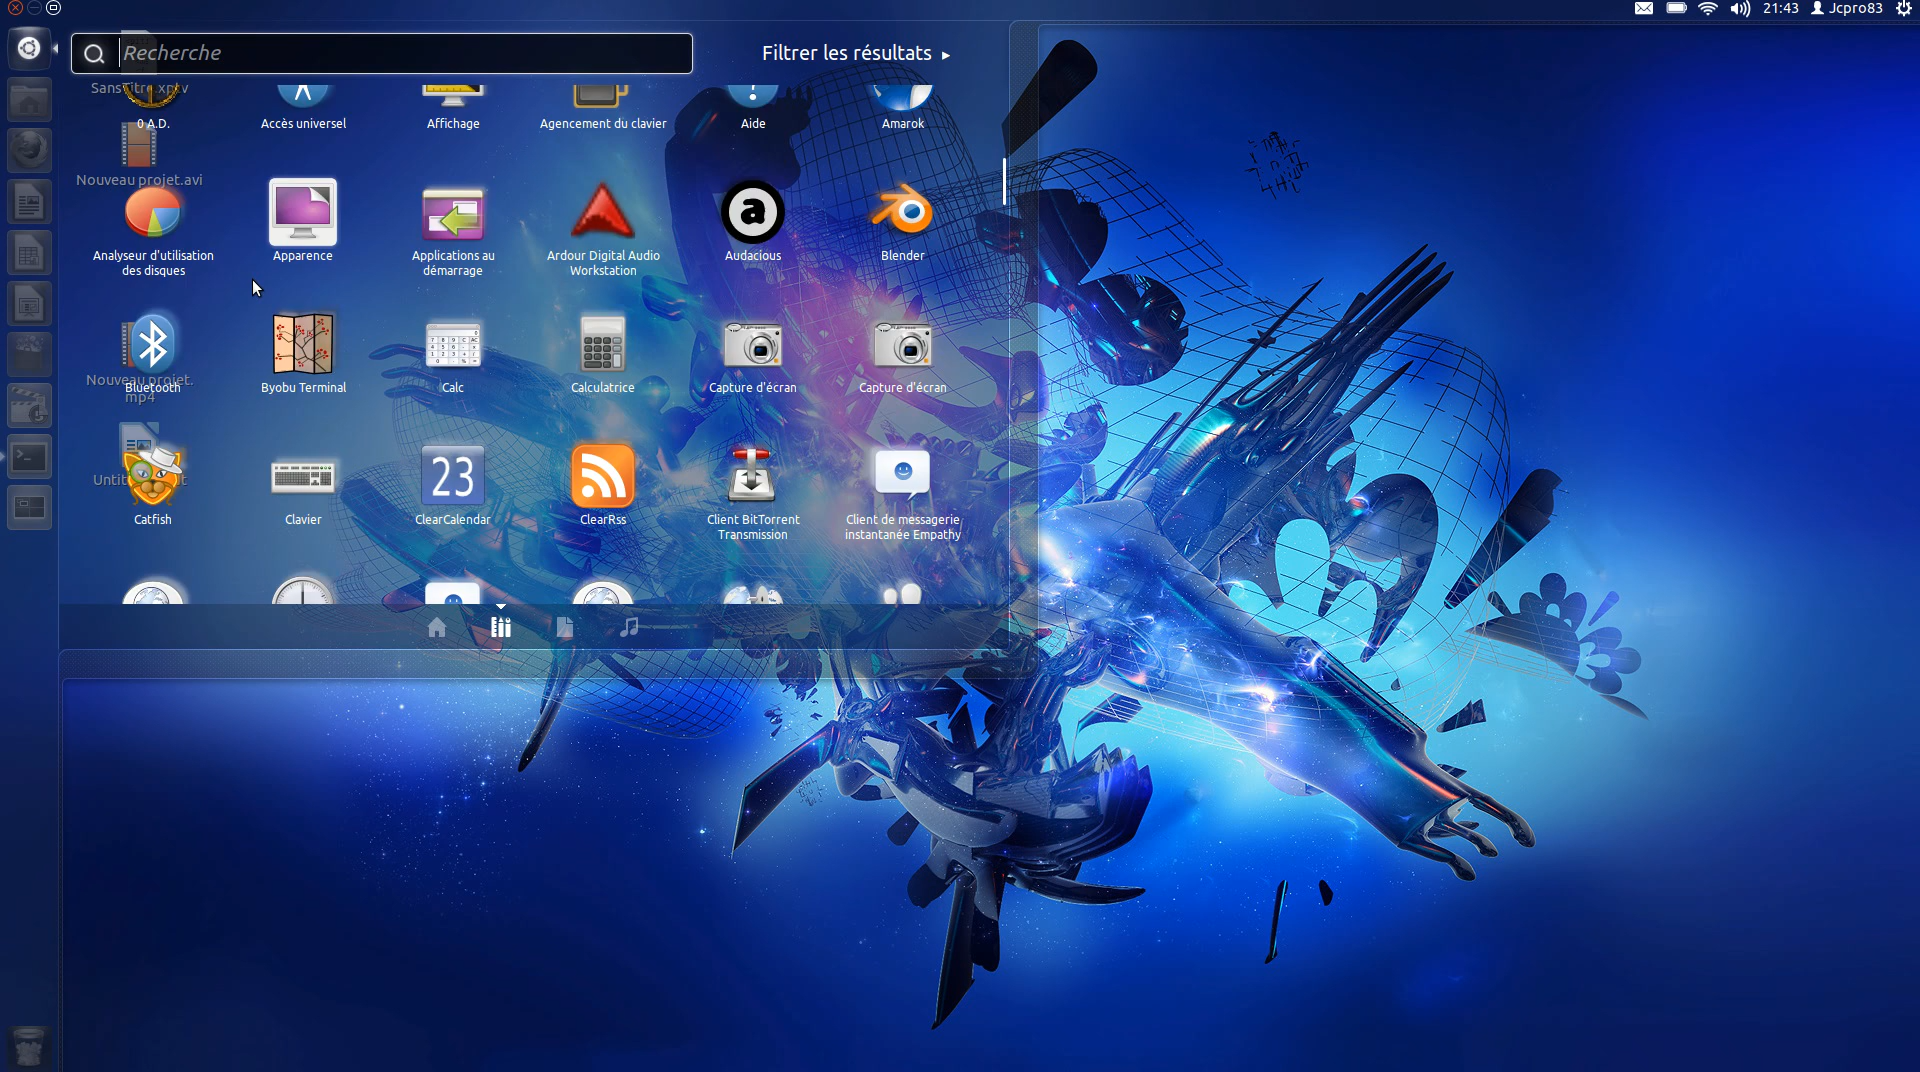 21:43 Jcpro83
Recherche
Filtrer les résultats ▸
SansTitre.xptv
0 A.D.
Accès universel
Affichage
Agencement du clavier
Aide
Amarok
Nouveau projet.avi
Analyseur d'utilisation
des disques
Apparence
Applications au
démarrage
Ardour Digital Audio
Workstation
Audacious
Blender
Nouveau projet.
mp4
Bluetooth
Byobu Terminal
Calc
Calculatrice
Capture d'écran
Capture d'écran
23
Catfish
Clavier
ClearCalendar
ClearRss
Client BitTorrent
Transmission
Client de messagerie
instantanée Empathy